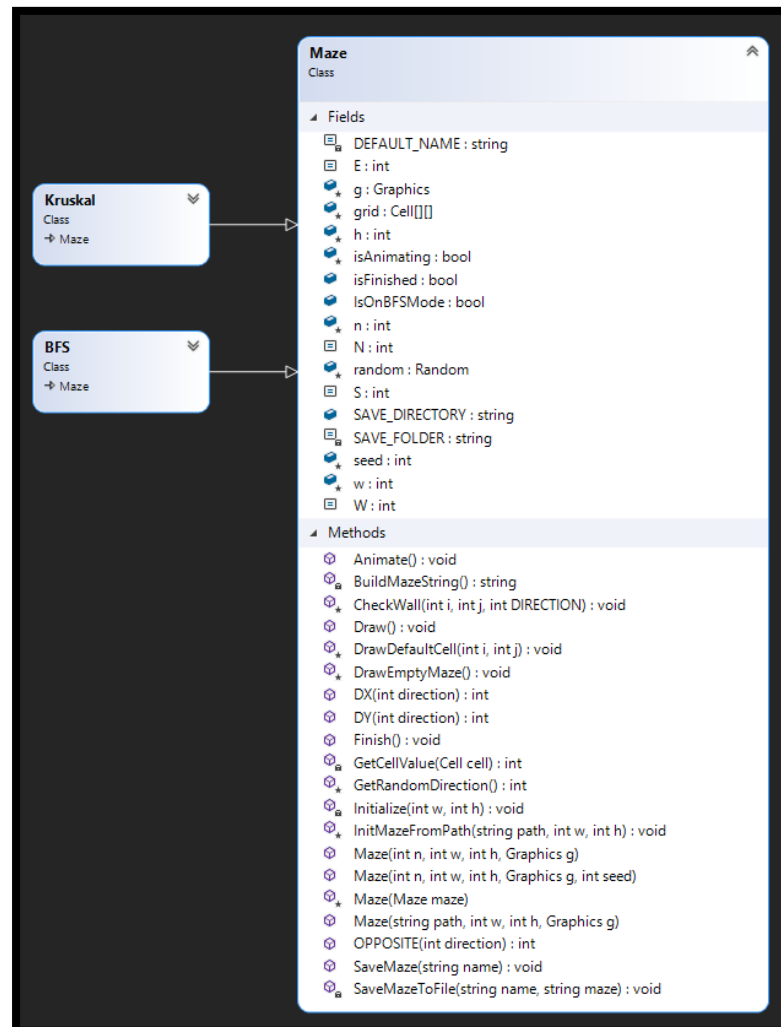 Maze
Class
Fields
DEFAULT_NAME : string
E : int
g : Graphics
grid : Cell[][]
h : int
isAnimating : bool
isFinished : bool
IsOnBFSMode : bool
n : int
N : int
random : Random
S : int
SAVE_DIRECTORY : string
SAVE_FOLDER : string
seed : int
w : int
W : int
Methods
Animate() : void
BuildMazeString() : string
CheckWall(int i, int j, int DIRECTION) : void
Draw() : void
DrawDefaultCell(int i, int j) : void
DrawEmptyMaze() : void
DX(int direction) : int
DY(int direction) : int
Finish() : void
GetCellValue(Cell cell) : int
GetRandomDirection() : int
Initialize(int w, int h) : void
InitMazeFromPath(string path, int w, int h) : void
Maze(int n, int w, int h, Graphics g)
Maze(int n, int w, int h, Graphics g, int seed)
Maze(Maze maze)
Maze(string path, int w, int h, Graphics g)
OPPOSITE(int direction) : int
SaveMaze(string name) : void
SaveMazeToFile(string name, string maze) : void
Kruskal
Class
Maze
BFS
Class
Maze